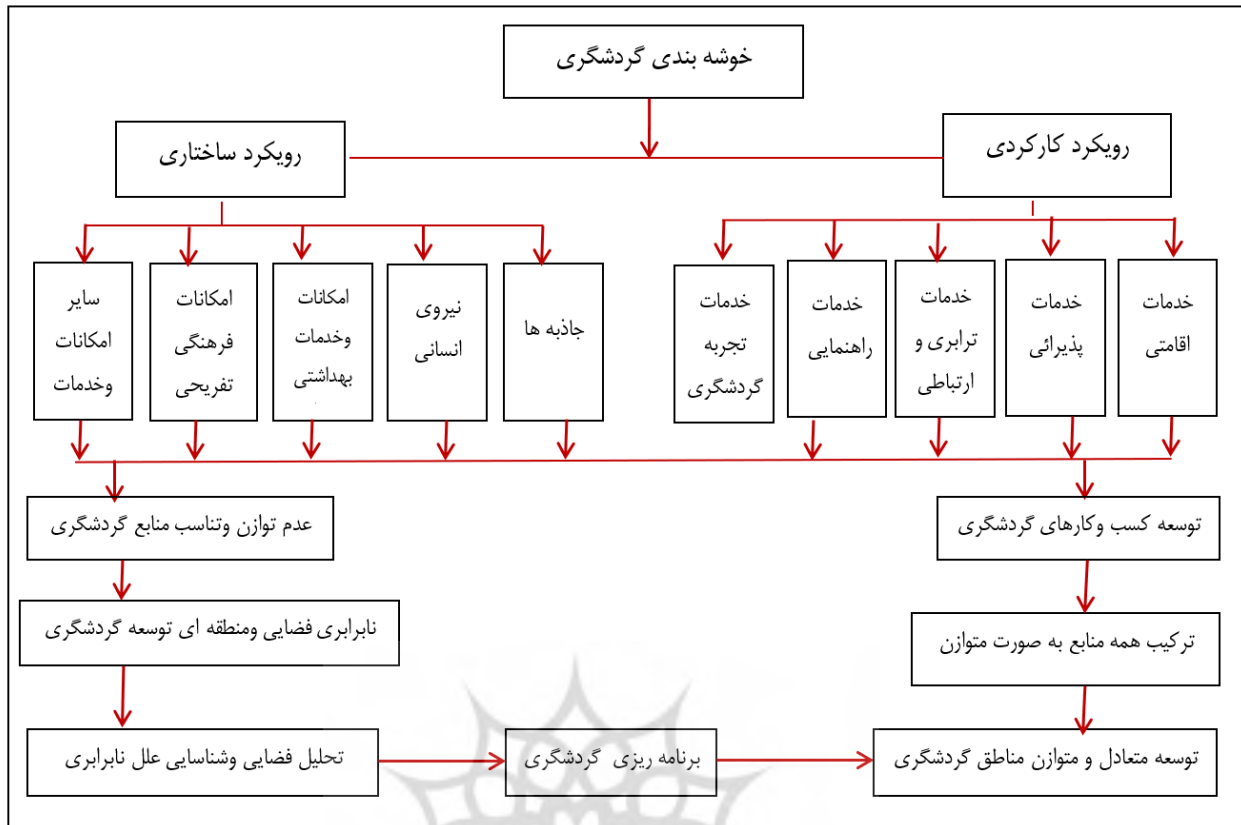 خوشه بندی گردشگری
رویکرد کارکردی
رویکرد ساختاری
خدمات
اقامتی
خدمات
پذیرائی
خدمات
ترابری و
ارتباطی
خدمات
راهنمایی
خدمات
تجربه
گردشگری
جاذبه ها
نیروی
انسانی
امکانات
وخدمات
بهداشتی
امکانات
فرهنگی
تفریحی
سایر
امکانات
وخدمات
توسعه کسب وکارهای گردشگری
عدم توازن وتناسب منابع گردشگری
ترکیب همه منابع به صورت متوازن
نابرابری فضایی ومنطقه ای توسعه گردشگری
توسعه متعادل و متوازن مناطق گردشگری
برنامه ریزی گردشگری
تحلیل فضایی وشناسایی علل نابرابری